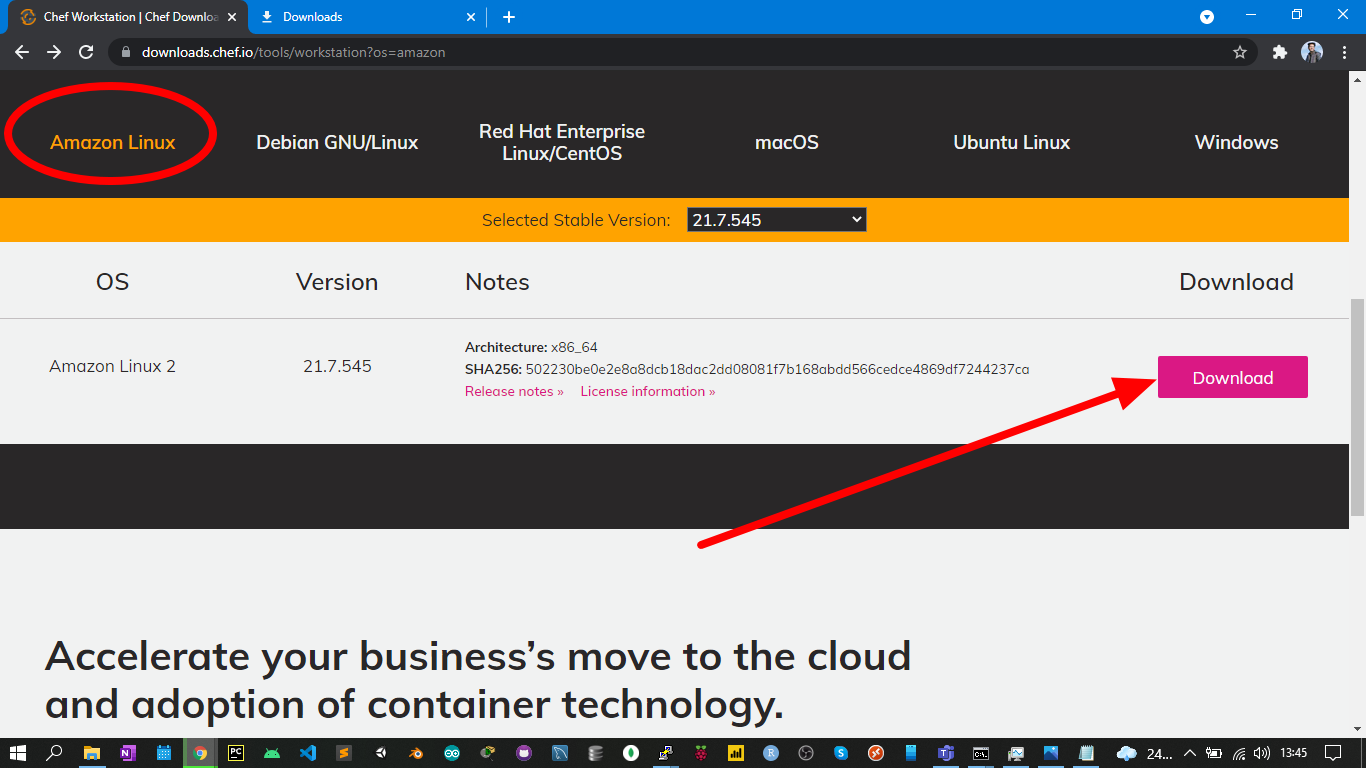 Chef Workstation | Chef Downloa
Downloads
downloads.chef.io/tools/workstation?os=amazon
Amazon Linux
Debian GNU/Linux
Red Hat Enterprise
Linux/CentOS
macOS
Ubuntu Linux
Windows
Selected Stable Version:
21.7.545
OS
Version
Notes
Download
Amazon Linux 2
21.7.545
Architecture: x86_64
SHA256: 502230be0e2e8a8dcb18dac2dd08081f7b168abdd566cedce4869df7244237ca
Release notes »
License information »
Download
Accelerate your business’s move to the cloud
and adoption of container technology.
N
PC
R
S
24...
13:45